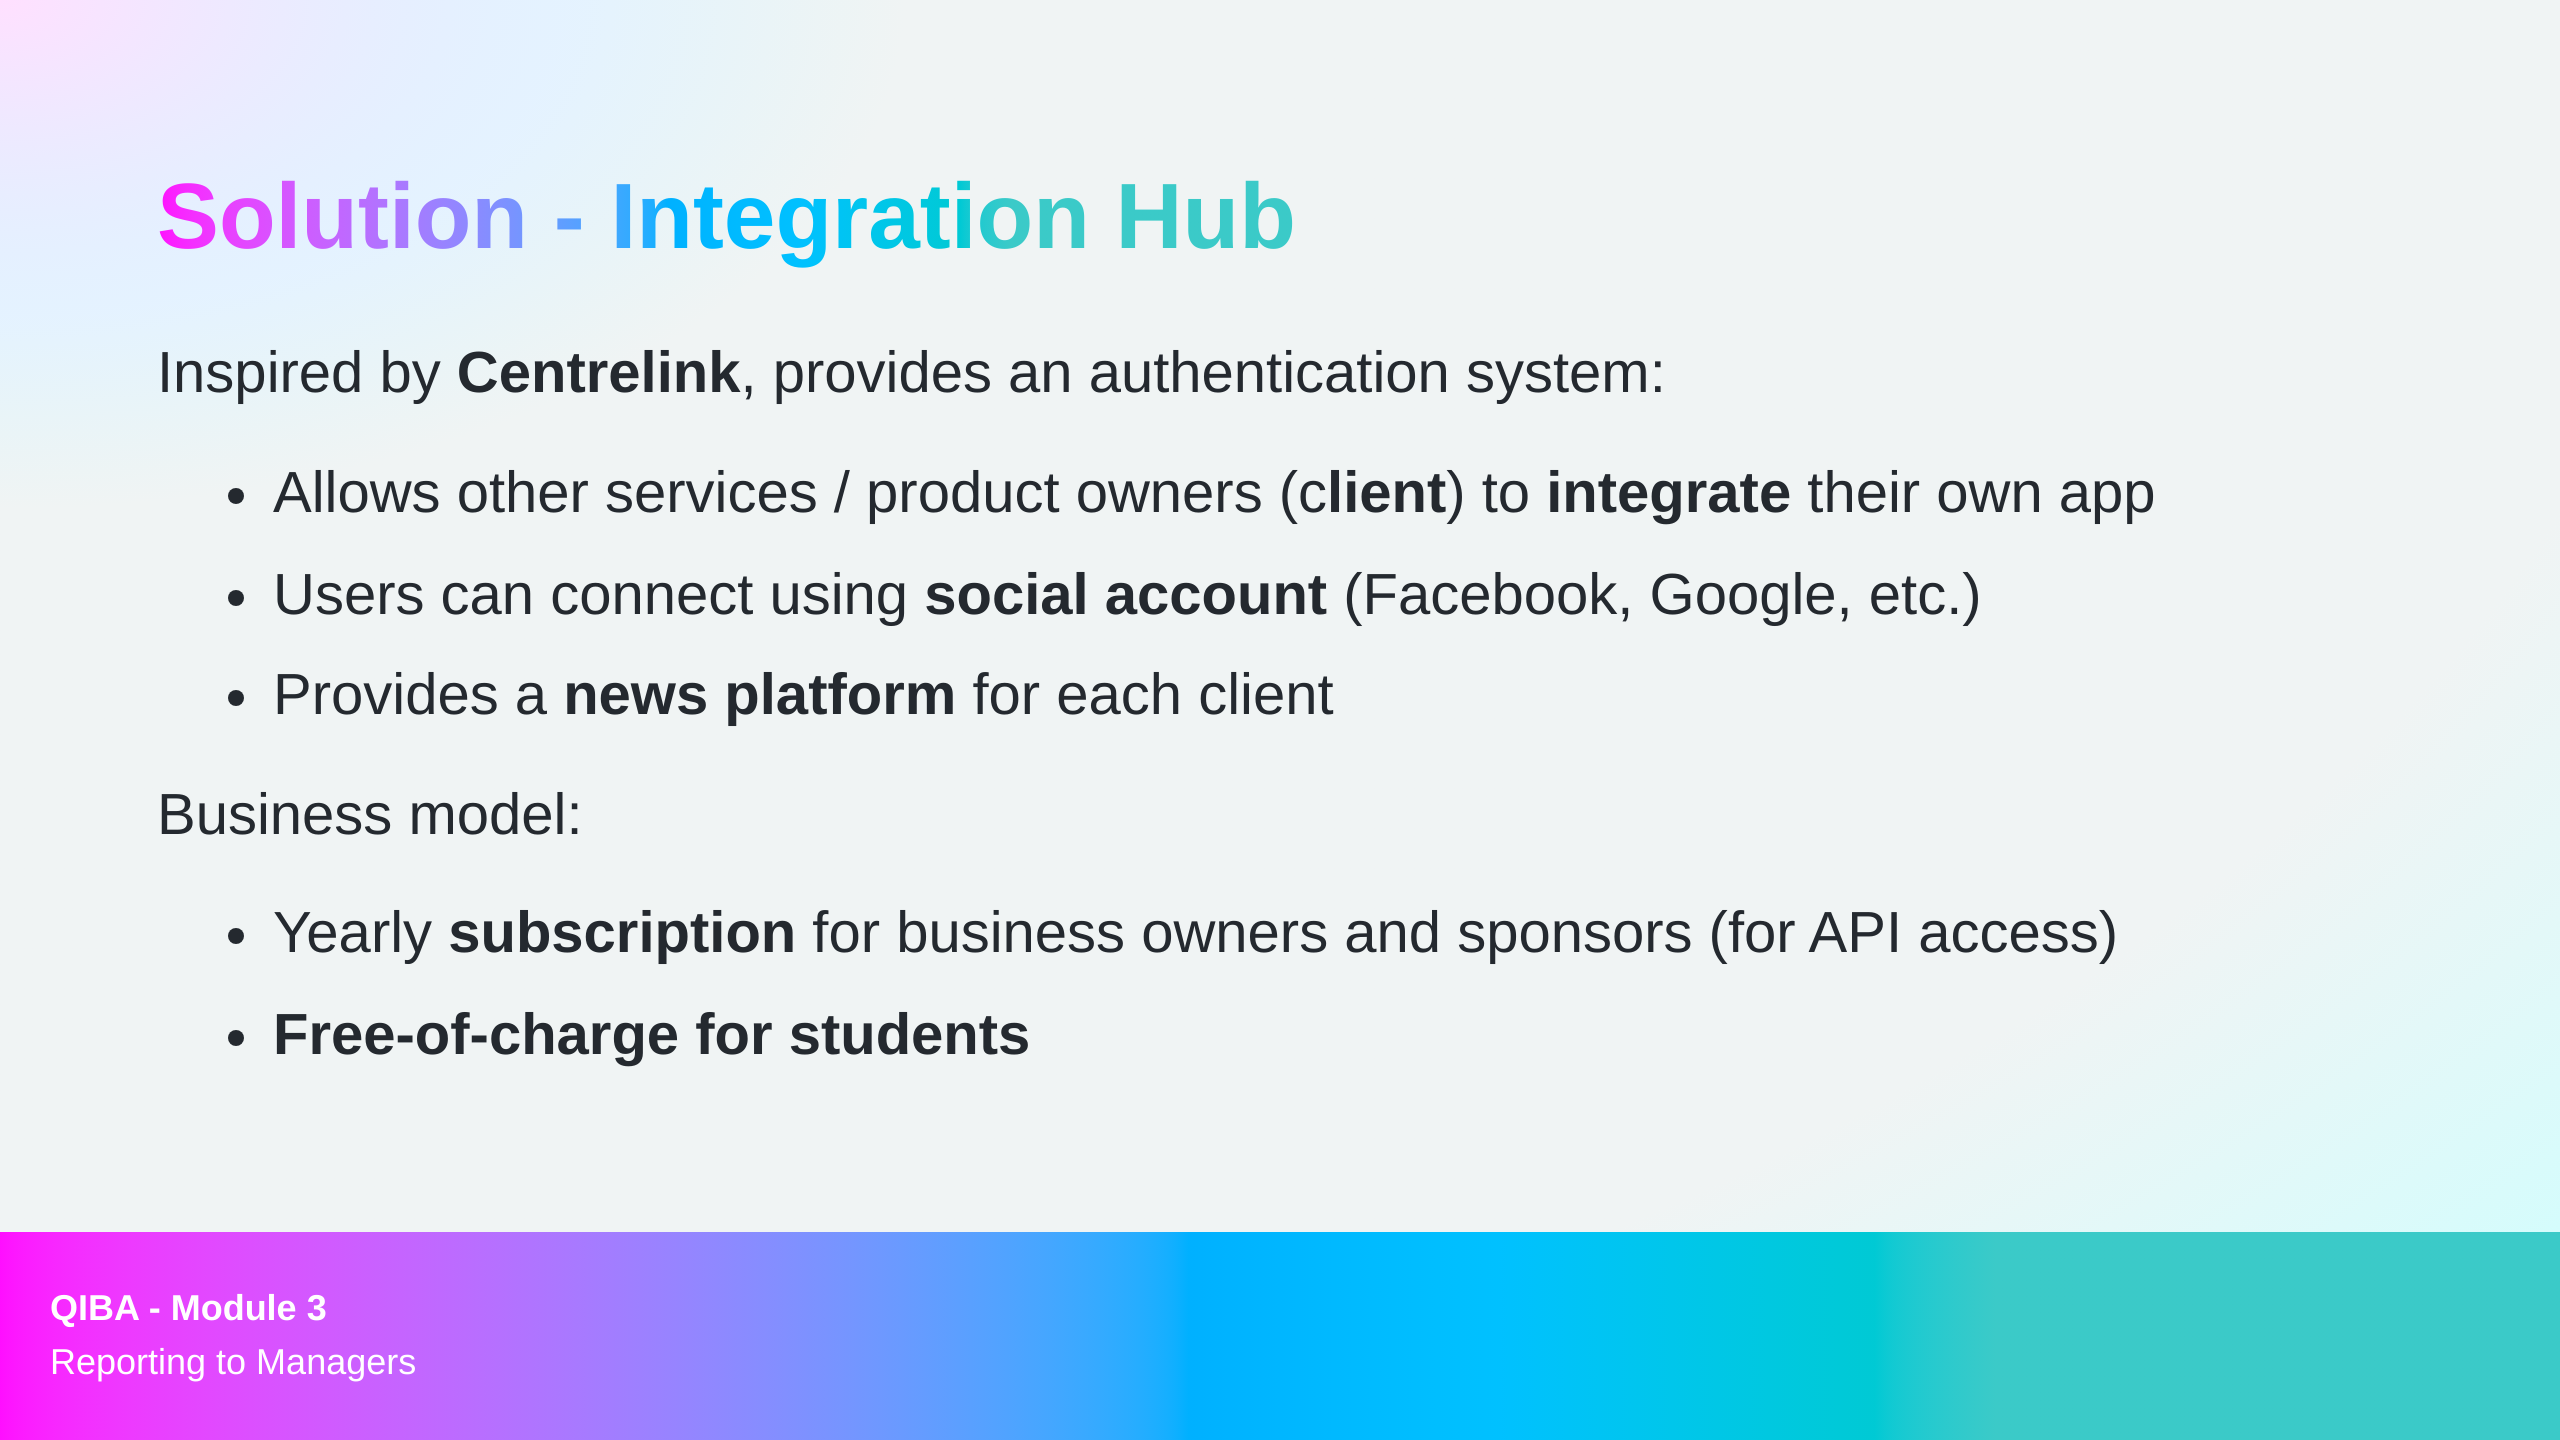 Solution - Integration Hub
Inspired by Centrelink, provides an authentication system:
• Allows other services / product owners (client) to integrate their own app
• Users can connect using social account (Facebook, Google, etc.)
• Provides a news platform for each client
Business model:
• Yearly subscription for business owners and sponsors (for API access)
• Free-of-charge for students
QIBA - Module 3
Reporting to Managers